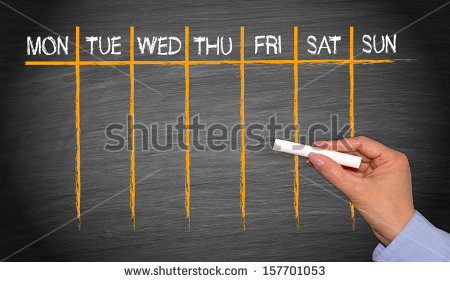 MON TUE WED THU FRI SAT SUN
shutterstock
www.shutterstock.com · 157701053